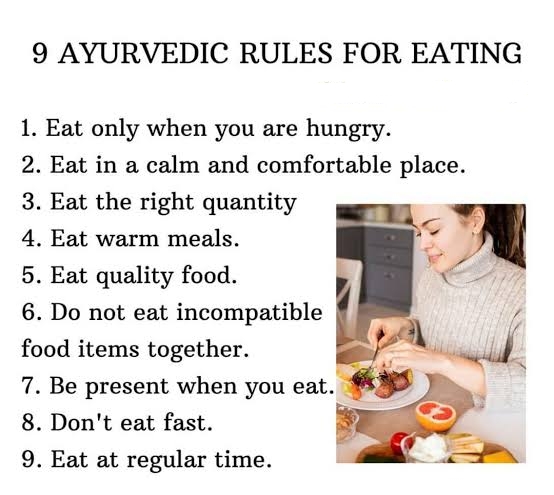 9 AYURVEDIC RULES FOR EATING
1. Eat only when you are hungry.
2. Eat in a calm and comfortable place.
3. Eat the right quantity
4. Eat warm meals.
5. Eat quality food.
6. Do not eat incompatible
food items together.
7. Be present when you eat.
8. Don't eat fast.
9. Eat at regular time.